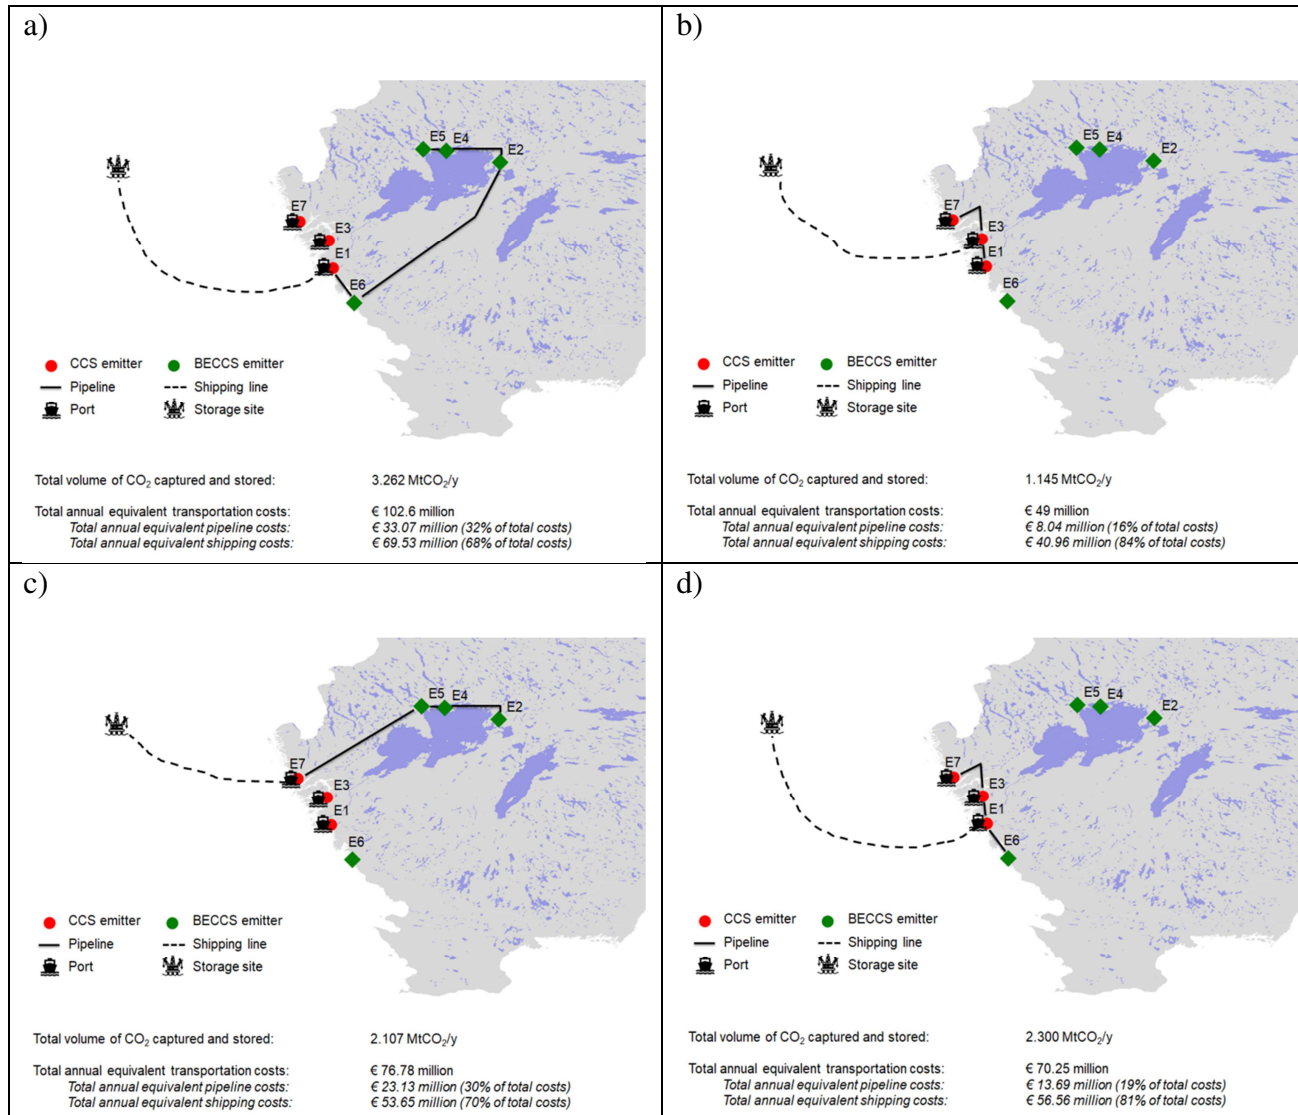 a)
E5
E4
E2
E7
E3
E1
E6
CCS emitter
BECCS emitter
Pipeline
Shipping line
Port
Storage site
Total volume of CO₂ captured and stored: 3.262 MtCO₂/y
Total annual equivalent transportation costs: € 102.6 million
Total annual equivalent pipeline costs: € 33.07 million (32% of total costs)
Total annual equivalent shipping costs: € 69.53 million (68% of total costs)
b)
E5
E4
E2
E7
E3
E1
E6
CCS emitter
BECCS emitter
Pipeline
Shipping line
Port
Storage site
Total volume of CO₂ captured and stored: 1.145 MtCO₂/y
Total annual equivalent transportation costs: € 49 million
Total annual equivalent pipeline costs: € 8.04 million (16% of total costs)
Total annual equivalent shipping costs: € 40.96 million (84% of total costs)
c)
E5
E4
E2
E7
E3
E1
E6
CCS emitter
BECCS emitter
Pipeline
Shipping line
Port
Storage site
Total volume of CO₂ captured and stored: 2.107 MtCO₂/y
Total annual equivalent transportation costs: € 76.78 million
Total annual equivalent pipeline costs: € 23.13 million (30% of total costs)
Total annual equivalent shipping costs: € 53.65 million (70% of total costs)
d)
E5
E4
E2
E7
E3
E1
E6
CCS emitter
BECCS emitter
Pipeline
Shipping line
Port
Storage site
Total volume of CO₂ captured and stored: 2.300 MtCO₂/y
Total annual equivalent transportation costs: € 70.25 million
Total annual equivalent pipeline costs: € 13.69 million (19% of total costs)
Total annual equivalent shipping costs: € 56.56 million (81% of total costs)